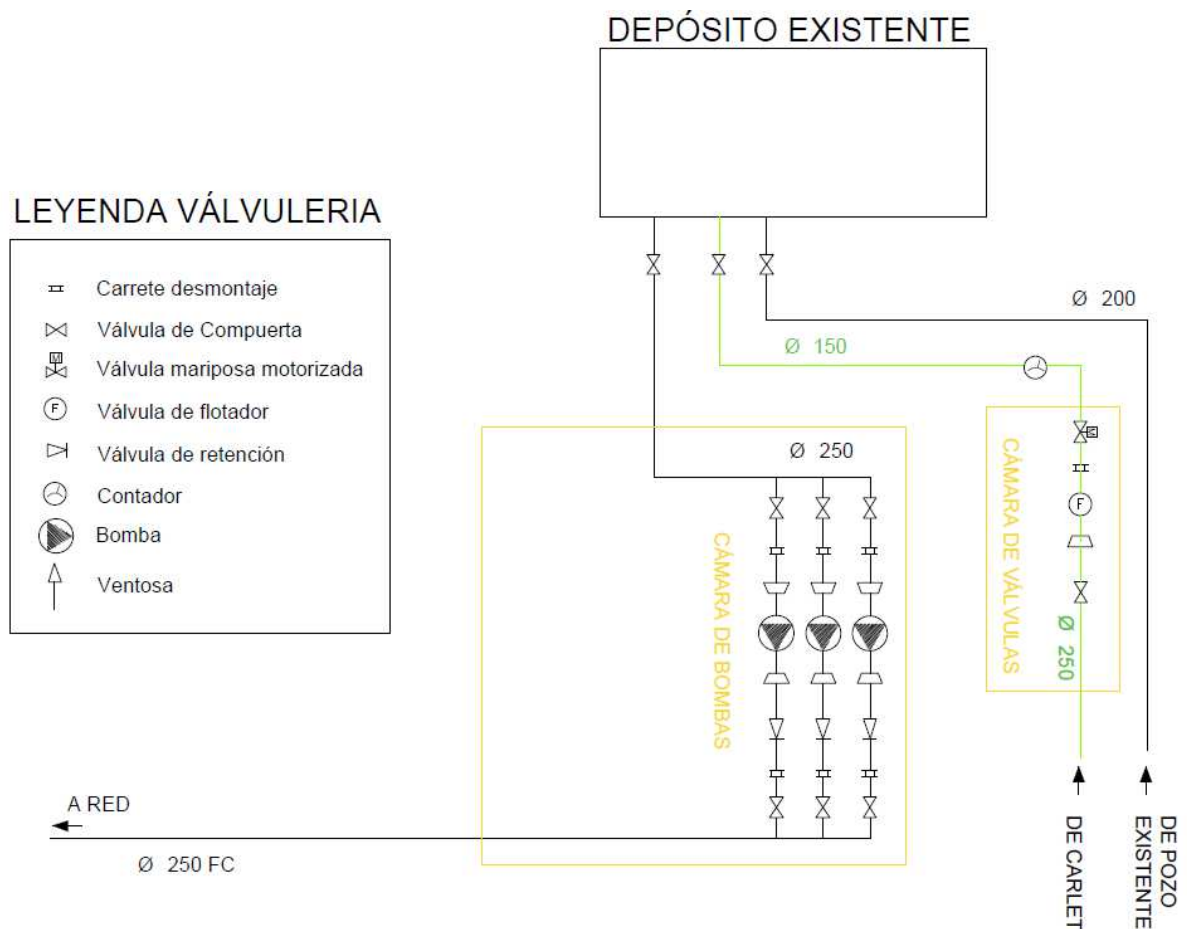 DEPÓSITO EXISTENTE
LEYENDA VÁLVULERIA
Carrete desmontaje
Válvula de Compuerta
M
Válvula mariposa motorizada
F
Válvula de flotador
Válvula de retención
Contador
Bomba
Ventosa
Ø 200
Ø 150
Ø 250
CÁMARA DE BOMBAS
CÁMARA DE VÁLVULAS
M
F
Ø 250
A RED
Ø 250 FC
DE CARLET
DE POZO
EXISTENTE